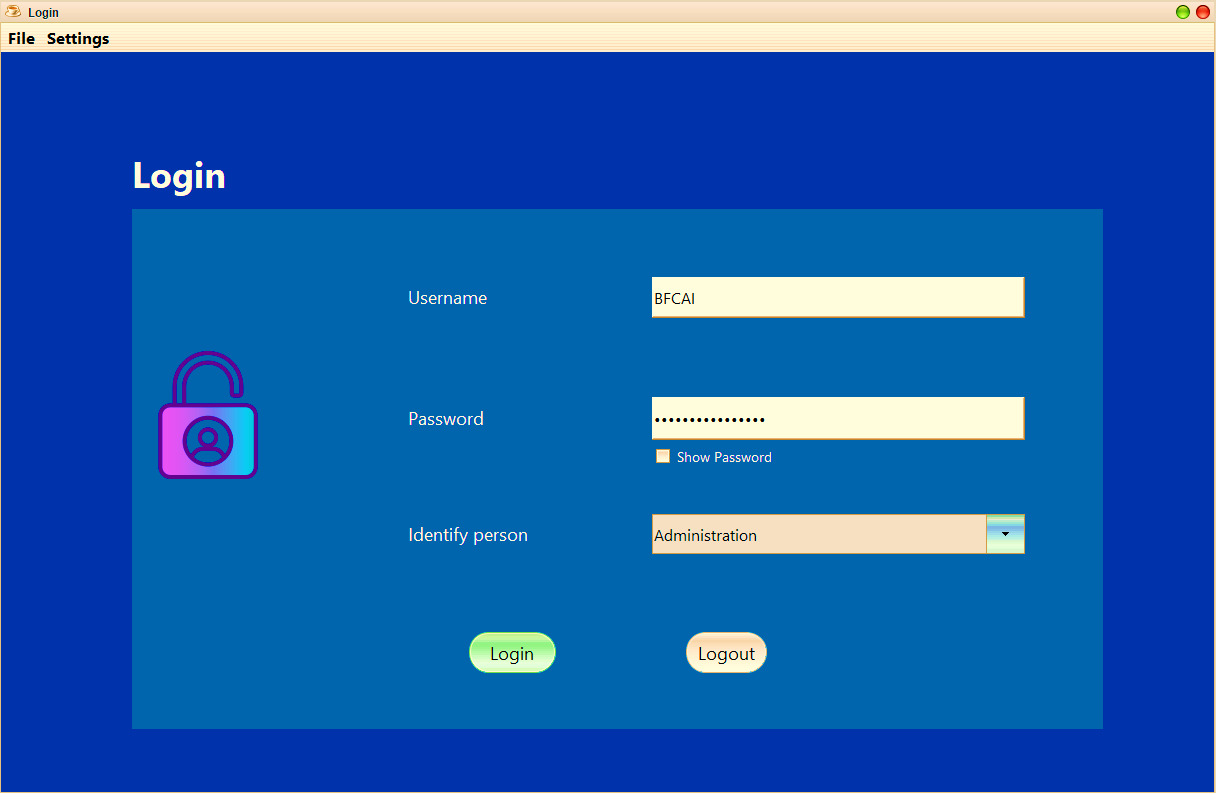 Login
File Settings
Login
Username BFCAI
Password ••••••••••••••••
Show Password
Identify person Administration
Login Logout